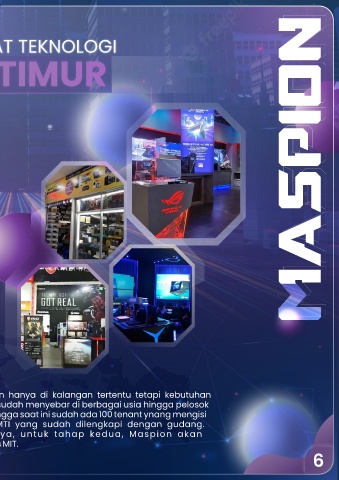 AT TEKNOLOGI
TIMUR
MASPION
GOT REAL
n hanya di kalangan tertentu tetapi kebutuhan
sudah menyebar di berbagai usia hingga pelosok
ngga saat ini sudah ada 100 tenant ynang mengisi
MTI yang sudah dilengkapi dengan gudang.
ya, untuk tahap kedua, Maspion akan
s MIT.
6